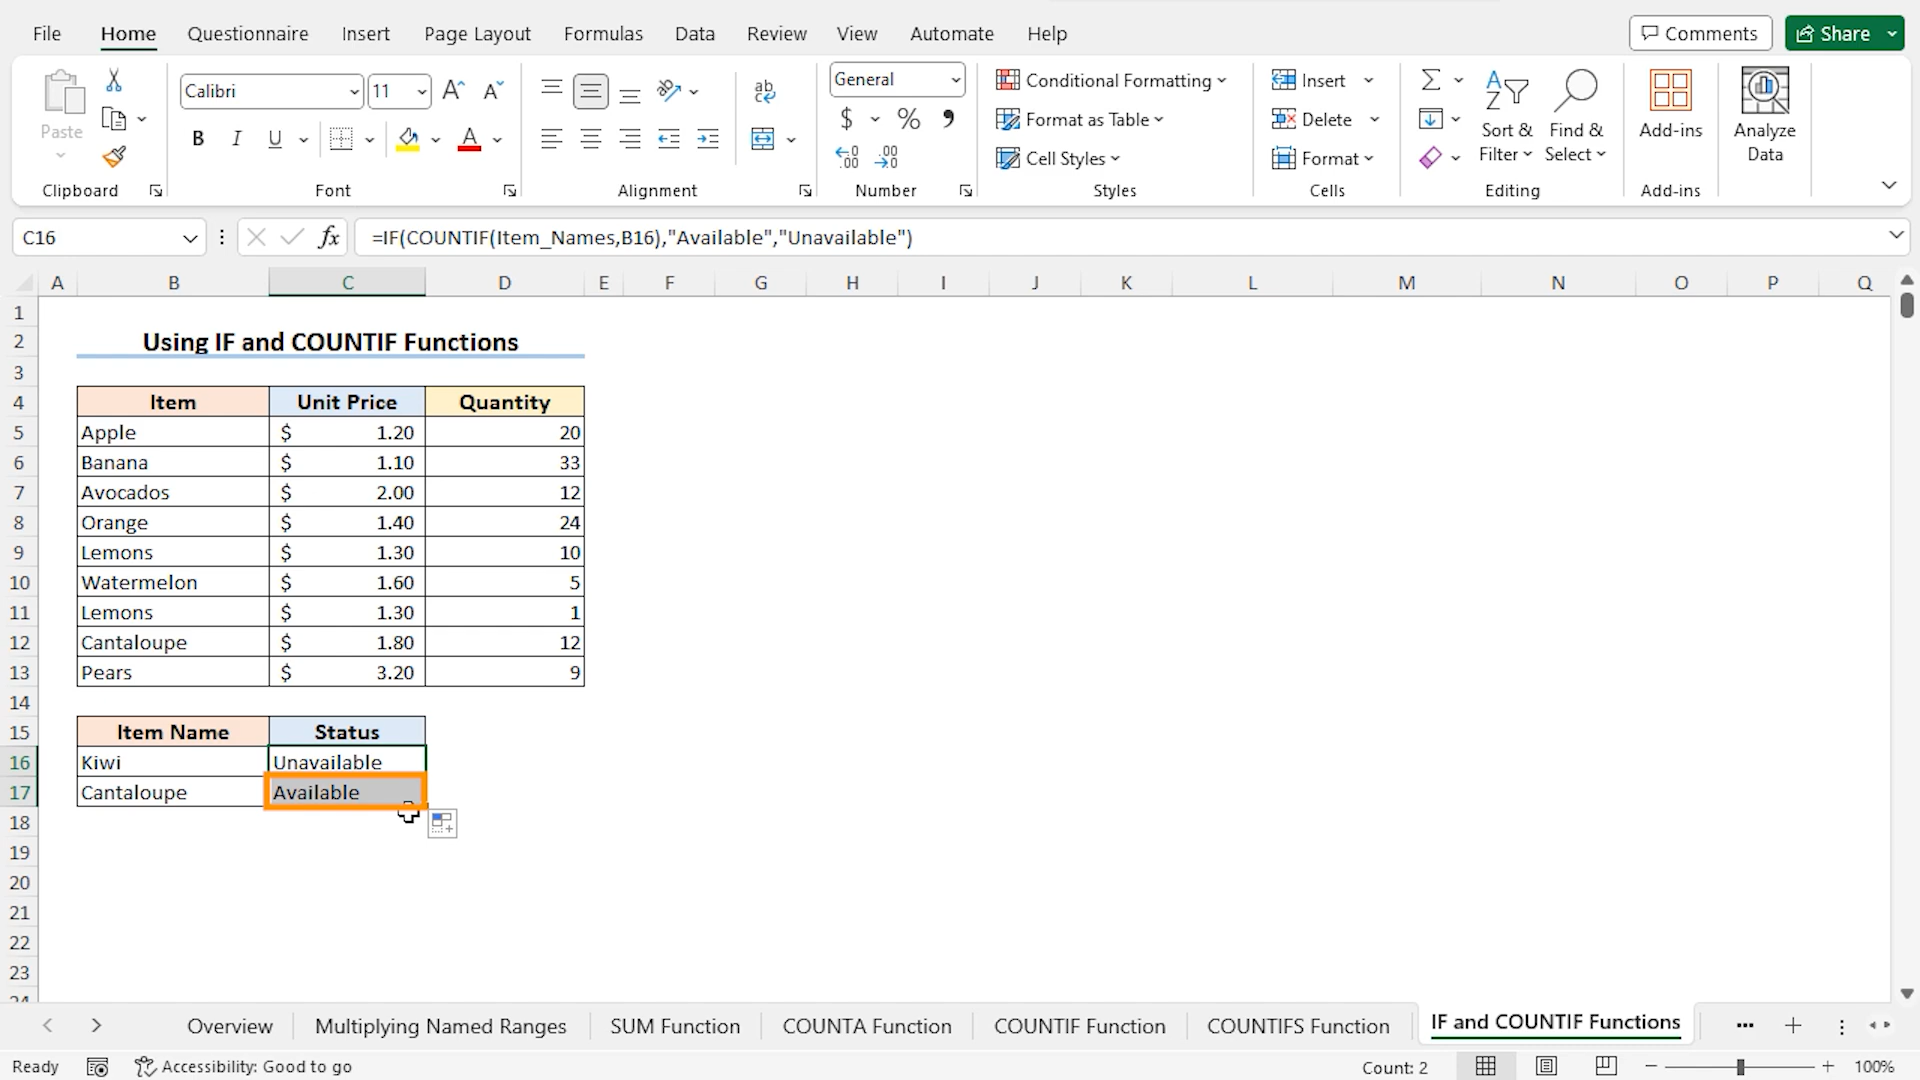 File Home Questionnaire Insert Page Layout Formulas Data Review View Automate Help Comments Share
Paste
Calibri 11
B I U A
General
$ % 9
Conditional Formatting
Format as Table
Cell Styles
Insert
Delete
Format
Sort & Filter
Find & Select
Add-ins
Analyze Data
Clipboard Font Alignment Number Styles Cells Editing Add-ins
C16 fx =IF(COUNTIF(Item_Names,B16),"Available","Unavailable")
A B C D E F G H I J K L M N O P Q
1
2 Using IF and COUNTIF Functions
3
4 Item Unit Price Quantity
5 Apple $ 1.20 20
6 Banana $ 1.10 33
7 Avocados $ 2.00 12
8 Orange $ 1.40 24
9 Lemons $ 1.30 10
10 Watermelon $ 1.60 5
11 Lemons $ 1.30 1
12 Cantaloupe $ 1.80 12
13 Pears $ 3.20 9
14
15 Item Name Status
16 Kiwi Unavailable
17 Cantaloupe Available
18
19
20
21
22
23
24
Overview Multiplying Named Ranges SUM Function COUNTA Function COUNTIF Function COUNTIFS Function IF and COUNTIF Functions ...
Ready Accessibility: Good to go Count: 2 100%